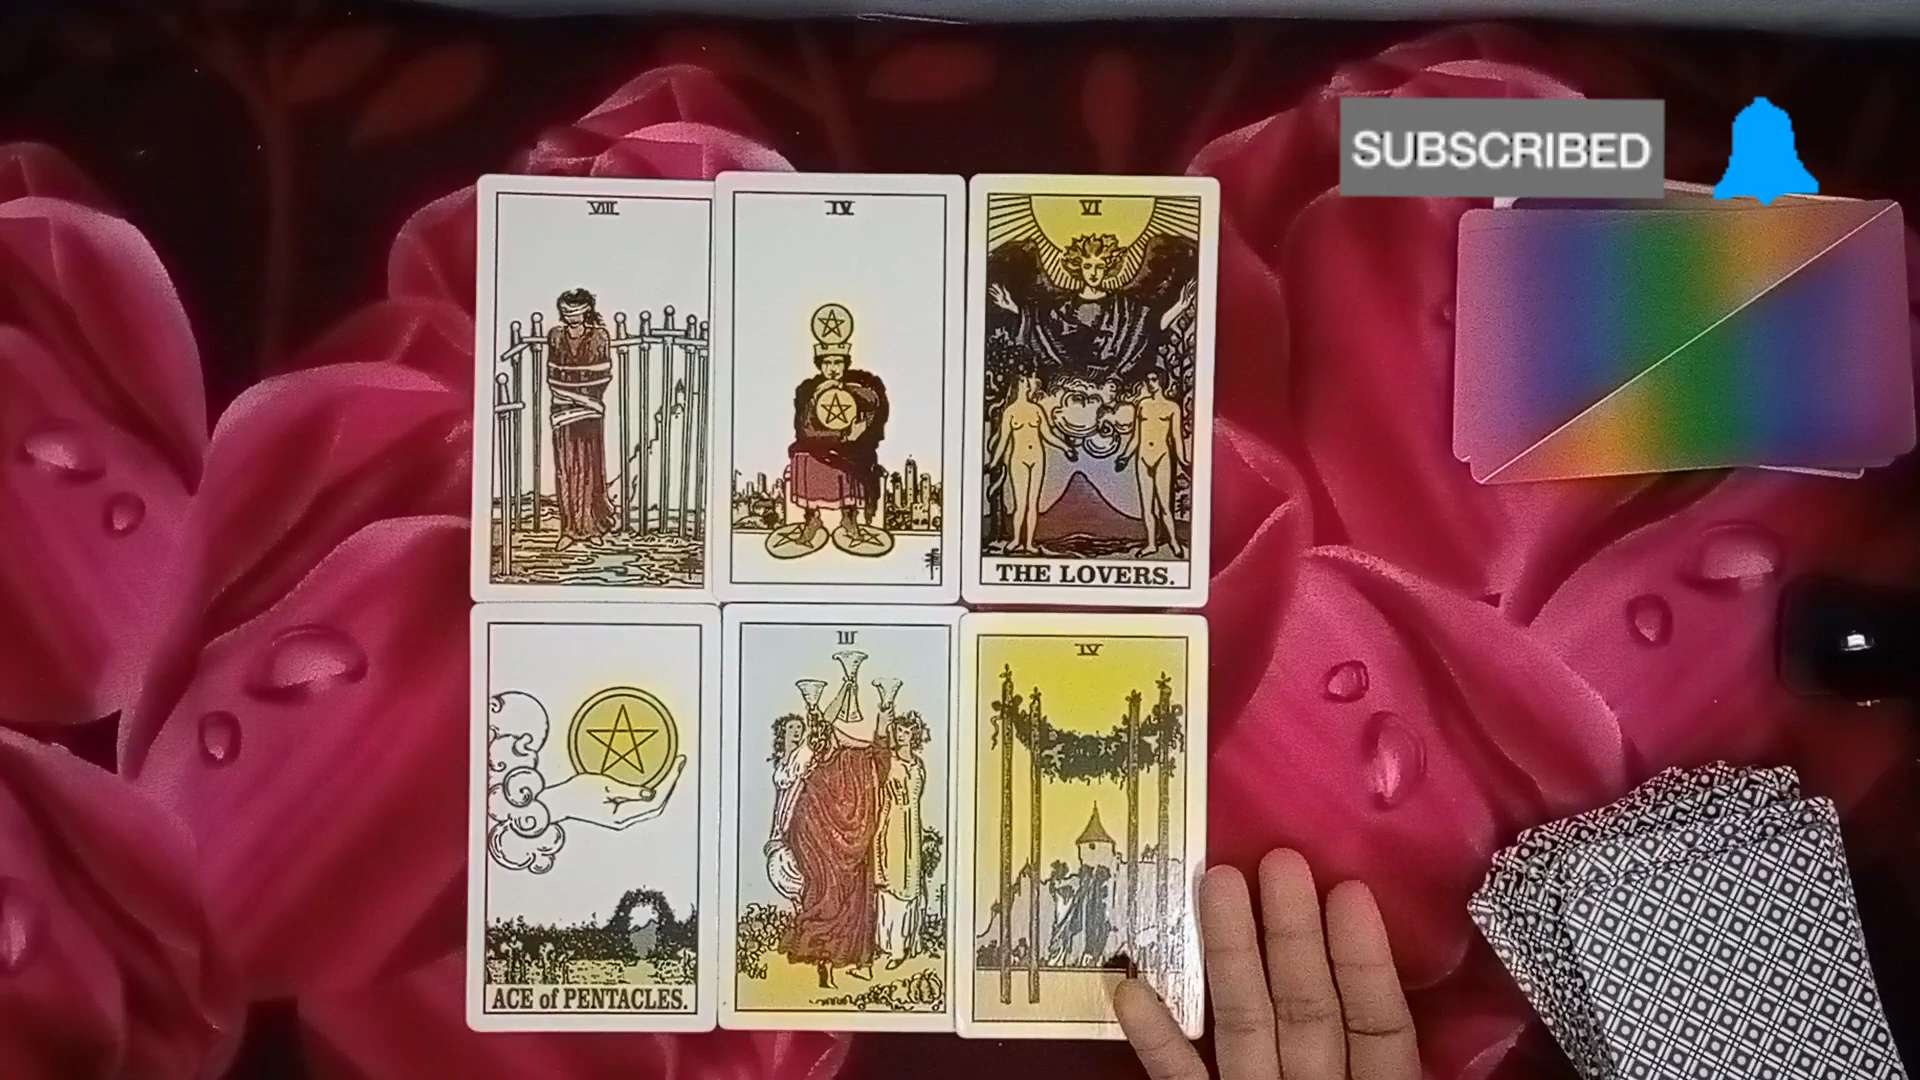 SUBSCRIBED
VIII
IV
VI
THE LOVERS.
III
IV
ACE of PENTACLES.